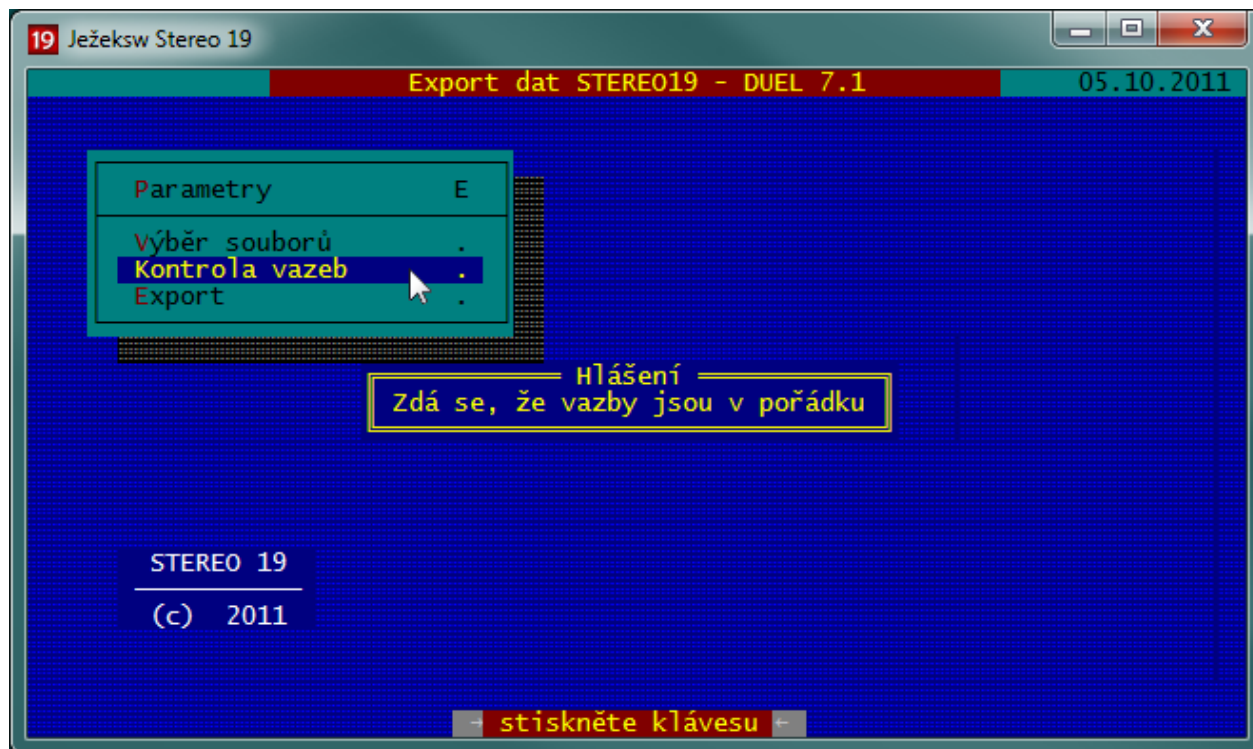 19 Ježeksw Stereo 19
Export dat STEREO19 - DUEL 7.1 05.10.2011
Parametry E
Výběr souborů .
Kontrola vazeb .
Export .
Hlášení
Zdá se, že vazby jsou v pořádku
STEREO 19
(c) 2011
→ stiskněte klávesu ←